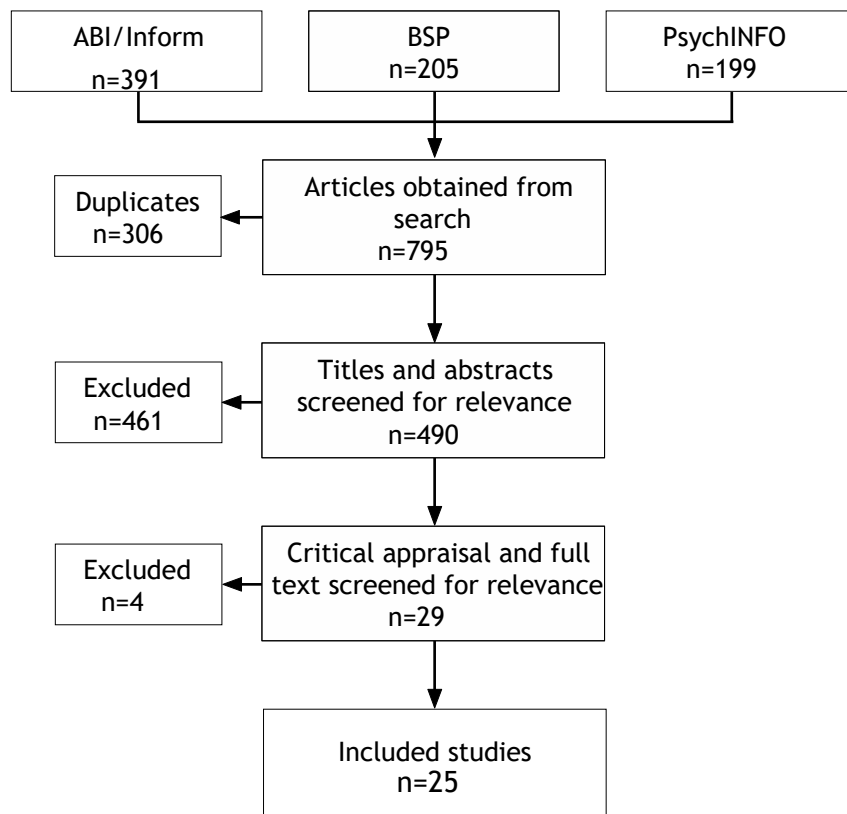 ABI/Inform
n=391
BSP
n=205
PsychINFO
n=199
Articles obtained from
search
n=795
Duplicates
n=306
Titles and abstracts
screened for relevance
n=490
Excluded
n=461
Critical appraisal and full
text screened for relevance
n=29
Excluded
n=4
Included studies
n=25